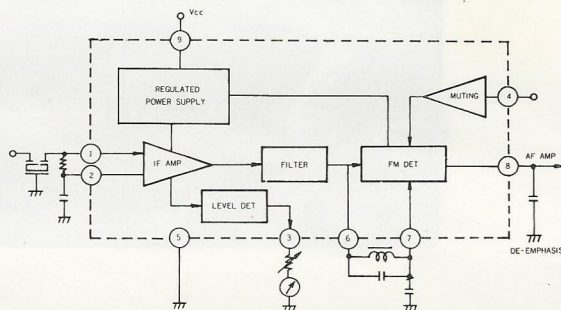 Vcc
9
REGULATED
POWER SUPPLY
MUTING
4
1
IF AMP
FILTER
FM DET
8
AF AMP
2
LEVEL DET
5
3
6
7
DE-EMPHASIS